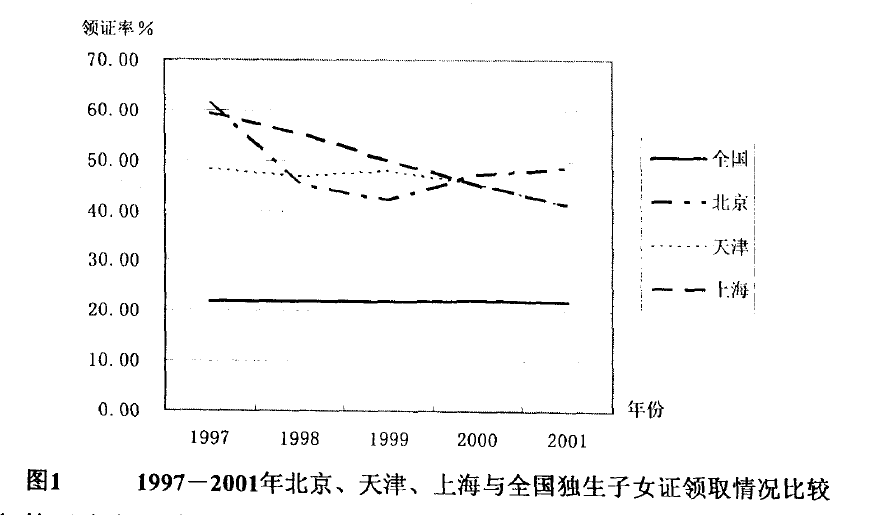 领证率%
70.00
60.00
50.00
40.00
30.00
20.00
10.00
0.00
1997 1998 1999 2000 2001
年份
全国
北京
天津
上海
图1 1997-2001年北京、天津、上海与全国独生子女证领取情况比较